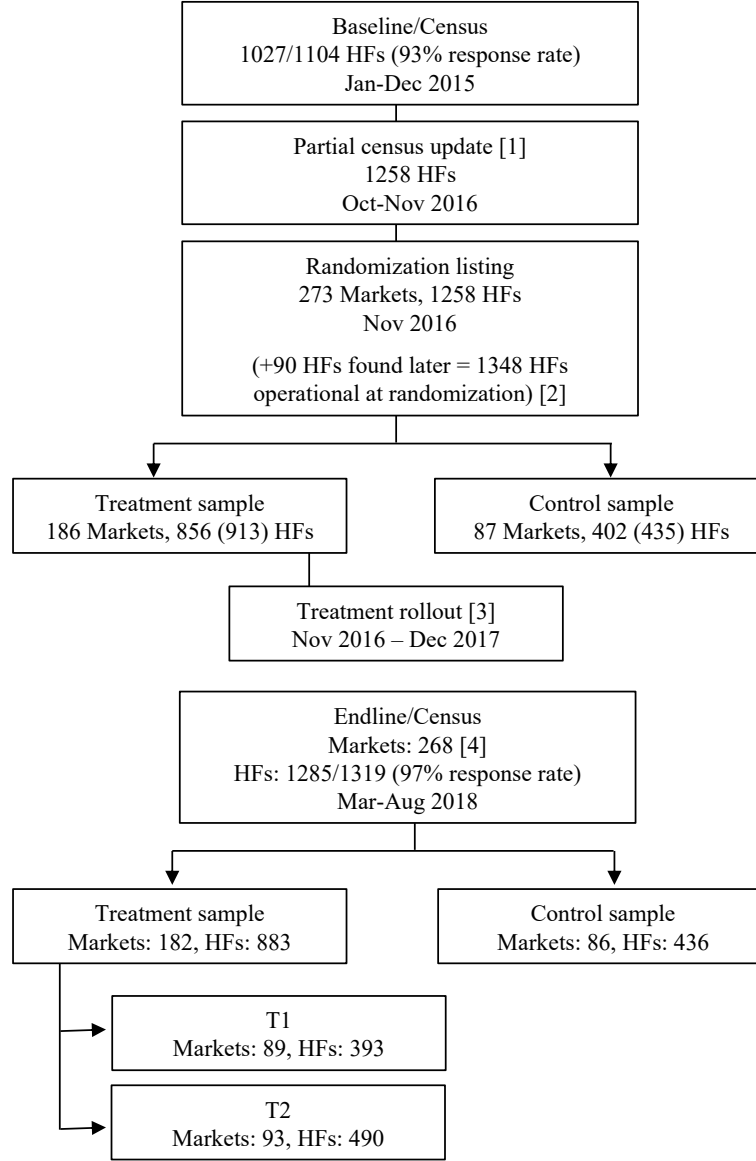 Baseline/Census
1027/1104 HFs (93% response rate)
Jan-Dec 2015
Partial census update [1]
1258 HFs
Oct-Nov 2016
Randomization listing
273 Markets, 1258 HFs
Nov 2016
(+90 HFs found later = 1348 HFs
operational at randomization) [2]
Treatment sample
186 Markets, 856 (913) HFs
Control sample
87 Markets, 402 (435) HFs
Treatment rollout [3]
Nov 2016 – Dec 2017
Endline/Census
Markets: 268 [4]
HFs: 1285/1319 (97% response rate)
Mar-Aug 2018
Treatment sample
Markets: 182, HFs: 883
Control sample
Markets: 86, HFs: 436
T1
Markets: 89, HFs: 393
T2
Markets: 93, HFs: 490